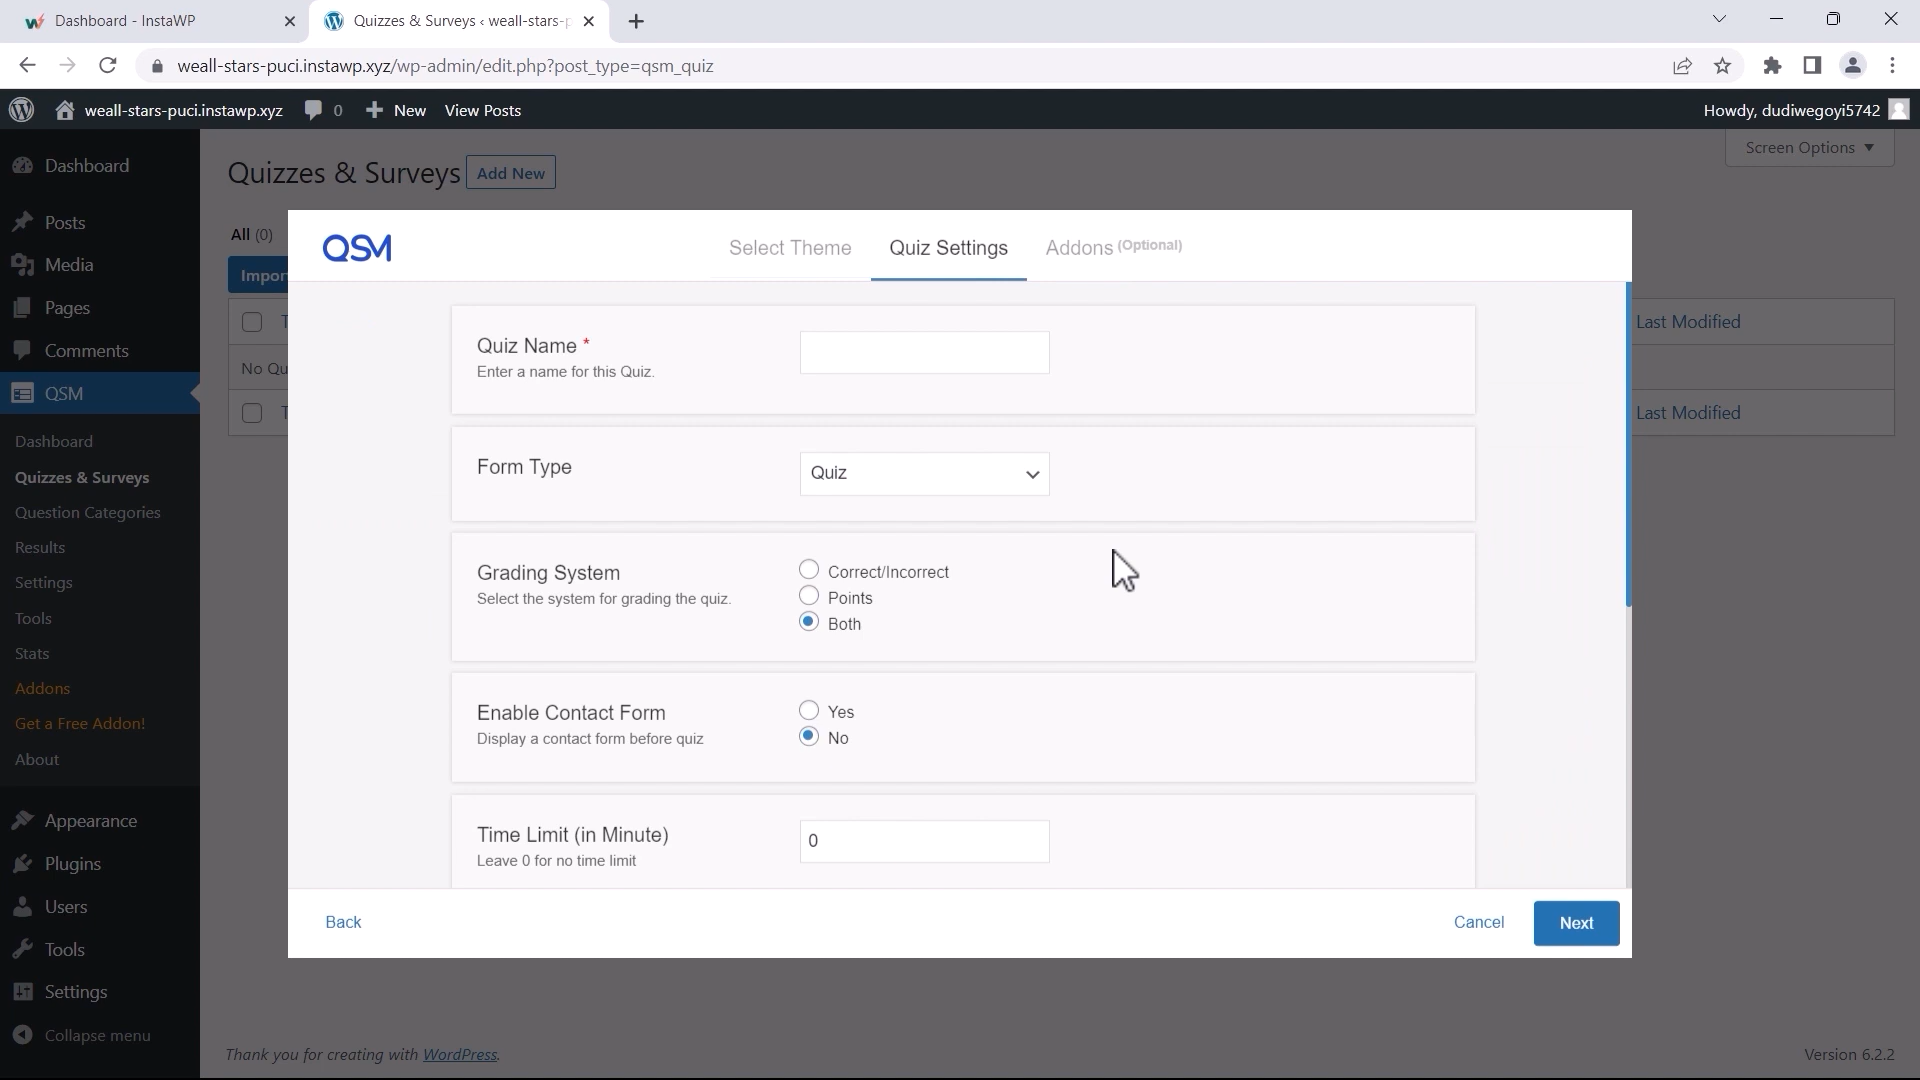 Dashboard - InstaWP
Quizzes & Surveys ‹ weall-stars-p
weall-stars-puci.instawp.xyz/wp-admin/edit.php?post_type=qsm_quiz
weall-stars-puci.instawp.xyz
0
New
View Posts
Howdy, dudiwegoyi5742
Dashboard
Posts
Media
Pages
Comments
QSM
Dashboard
Quizzes & Surveys
Question Categories
Results
Settings
Tools
Stats
Addons
Get a Free Addon!
About
Appearance
Plugins
Users
Tools
Settings
Collapse menu
Quizzes & Surveys
Add New
Screen Options
All (0)
Impor
T
Last Modified
No Qu
T
Last Modified
QSM
Select Theme
Quiz Settings
Addons (Optional)
Quiz Name *
Enter a name for this Quiz.
Form Type
Quiz
Grading System
Select the system for grading the quiz.
Correct/Incorrect
Points
Both
Enable Contact Form
Display a contact form before quiz
Yes
No
Time Limit (in Minute)
Leave 0 for no time limit
0
Back
Cancel
Next
Thank you for creating with WordPress.
Version 6.2.2